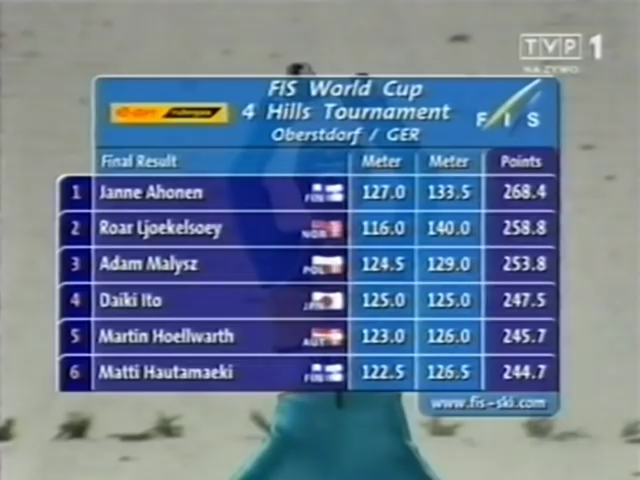 TVP 1
NA ŻYWO
FIS World Cup
4 Hills Tournament
Oberstdorf / GER
FIS
Final Result Meter Meter Points
1 Janne Ahonen FIN 127.0 133.5 268.4
2 Roar Ljoekelsoey NOR 116.0 140.0 258.8
3 Adam Malysz POL 124.5 129.0 253.8
4 Daiki Ito JPN 125.0 125.0 247.5
5 Martin Hoellwarth AUT 123.0 126.0 245.7
6 Matti Hautamaeki FIN 122.5 126.5 244.7
www.fis-ski.com